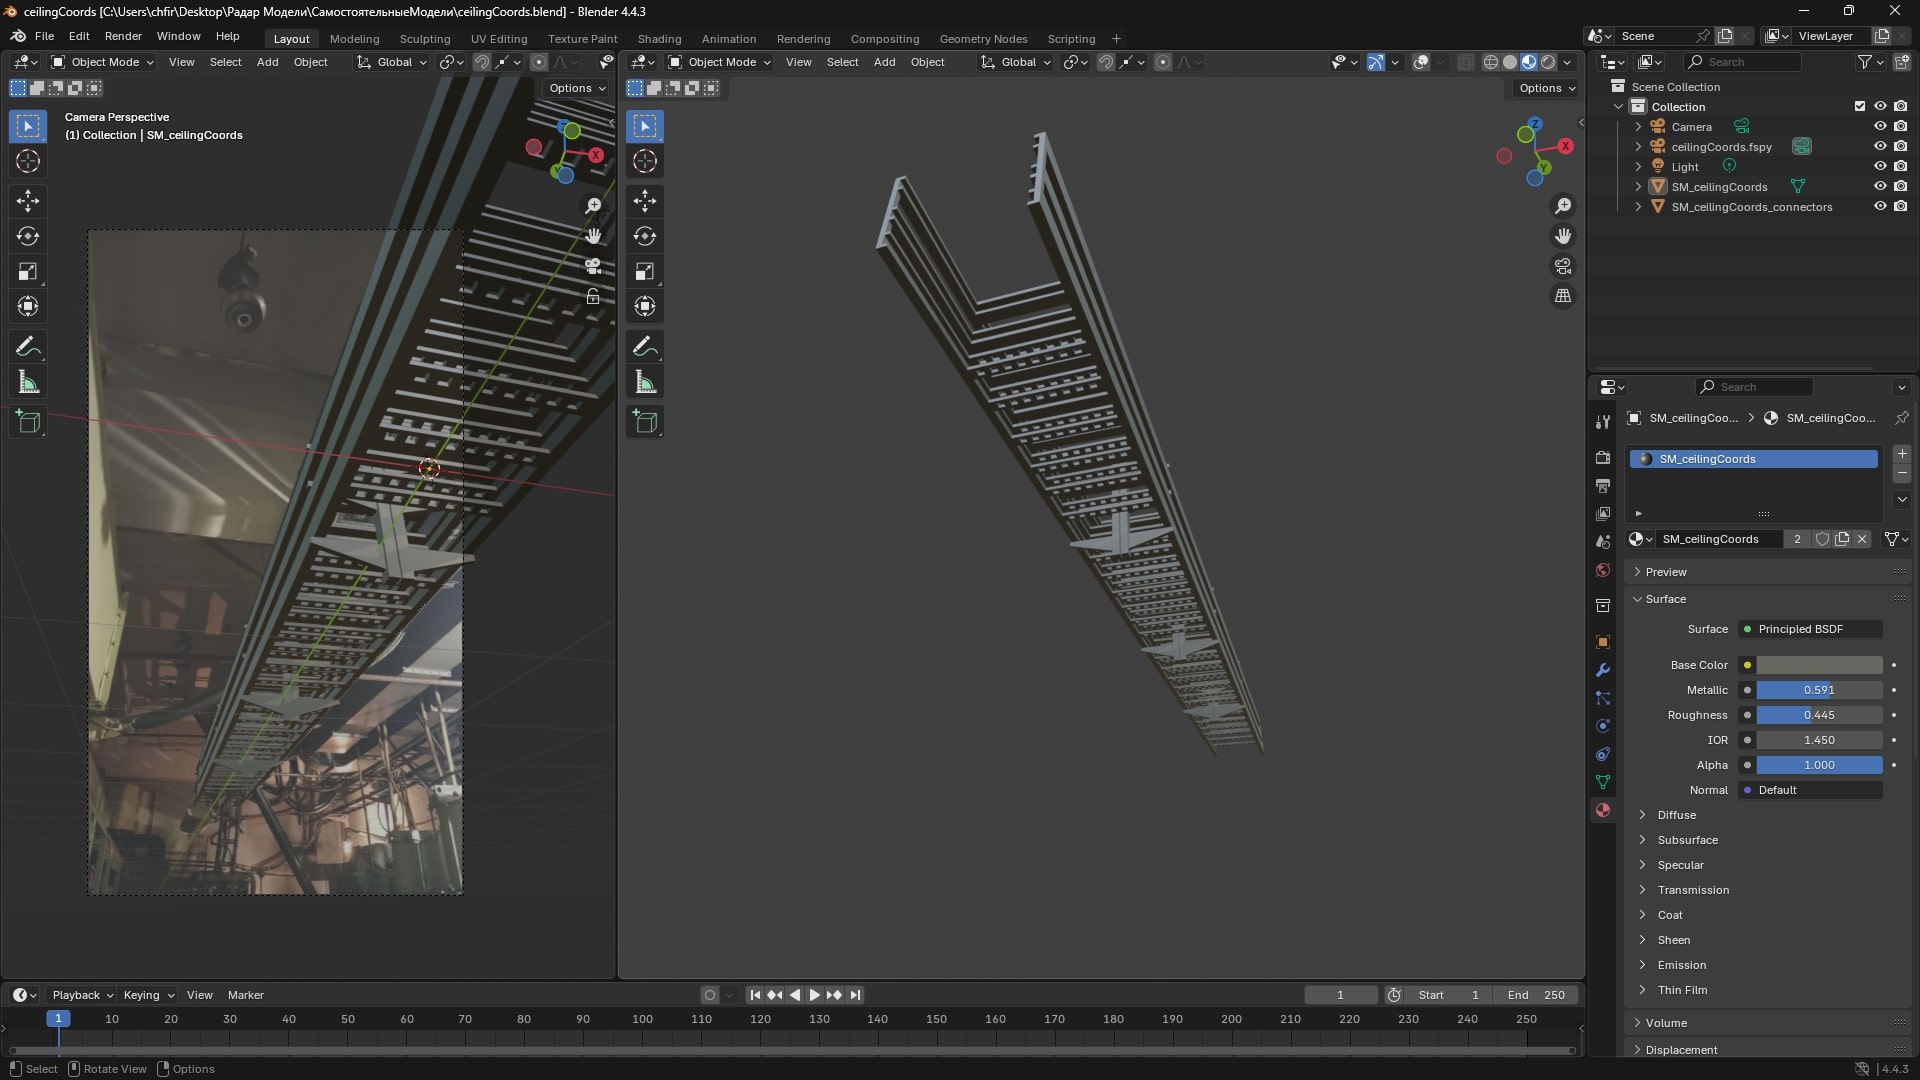 ceilingCoords [C:\Users\chfir\Desktop\Радар Модели\СамостоятельныеМодели\ceilingCoords.blend] - Blender 4.4.3
File Edit Render Window Help Layout Modeling Sculpting UV Editing Texture Paint Shading Animation Rendering Compositing Geometry Nodes Scripting + Scene ViewLayer
Object Mode View Select Add Object Global Object Mode View Select Add Object Global Search
Options Options
Camera Perspective
(1) Collection | SM_ceilingCoords
X
Y
Z
X
Y
Scene Collection
Collection
Camera
ceilingCoords.fspy
Light
SM_ceilingCoords
SM_ceilingCoords_connectors
Search
SM_ceilingCoo... SM_ceilingCoo...
SM_ceilingCoords
SM_ceilingCoords 2
Preview
Surface
Surface Principled BSDF
Base Color
Metallic 0.591
Roughness 0.445
IOR 1.450
Alpha 1.000
Normal Default
Diffuse
Subsurface
Specular
Transmission
Coat
Sheen
Emission
Thin Film
Volume
Displacement
Playback Keying View Marker 1 Start 1 End 250
1 10 20 30 40 50 60 70 80 90 100 110 120 130 140 150 160 170 180 190 200 210 220 230 240 250
Select Rotate View Options 4.4.3